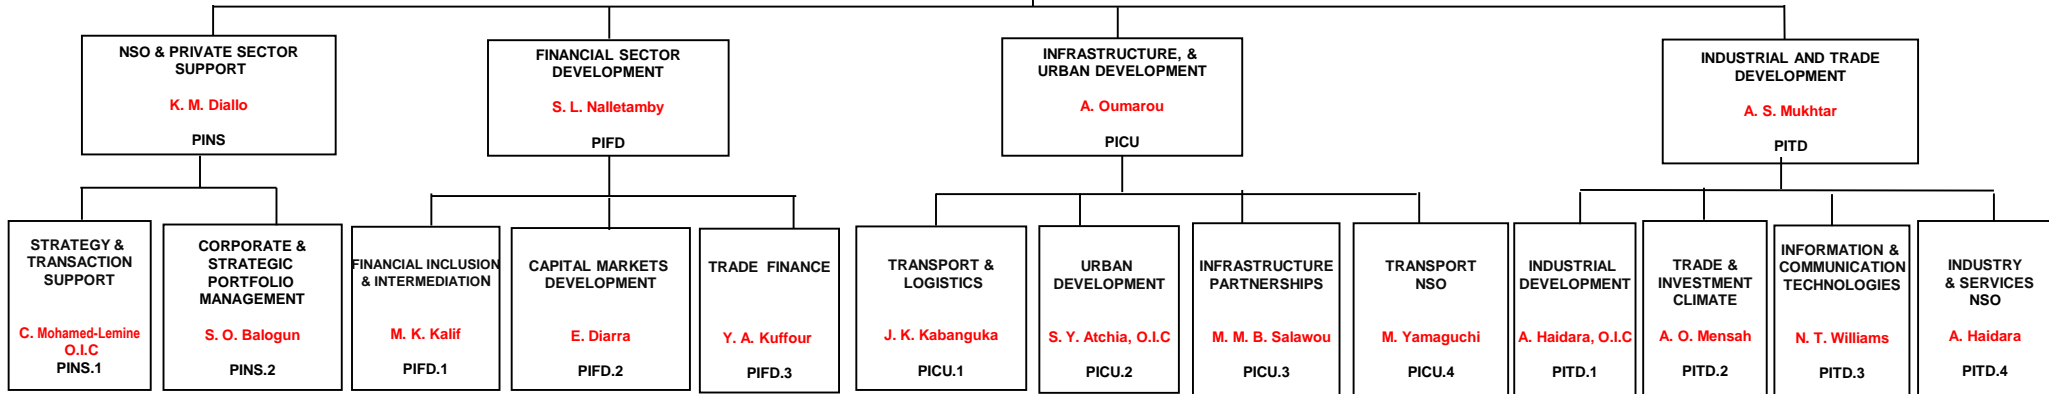 NSO & PRIVATE SECTOR
SUPPORT
K. M. Diallo
PINS
FINANCIAL SECTOR
DEVELOPMENT
S. L. Nalletamby
PIFD
INFRASTRUCTURE, &
URBAN DEVELOPMENT
A. Oumarou
PICU
INDUSTRIAL AND TRADE
DEVELOPMENT
A. S. Mukhtar
PITD
STRATEGY &
TRANSACTION
SUPPORT
C. Mohamed-Lemine
O.I.C
PINS.1
CORPORATE &
STRATEGIC
PORTFOLIO
MANAGEMENT
S. O. Balogun
PINS.2
FINANCIAL INCLUSION
& INTERMEDIATION
M. K. Kalif
PIFD.1
CAPITAL MARKETS
DEVELOPMENT
E. Diarra
PIFD.2
TRADE FINANCE
Y. A. Kuffour
PIFD.3
TRANSPORT &
LOGISTICS
J. K. Kabanguka
PICU.1
URBAN
DEVELOPMENT
S. Y. Atchia, O.I.C
PICU.2
INFRASTRUCTURE
PARTNERSHIPS
M. M. B. Salawou
PICU.3
TRANSPORT
NSO
M. Yamaguchi
PICU.4
INDUSTRIAL
DEVELOPMENT
A. Haidara, O.I.C
PITD.1
TRADE &
INVESTMENT
CLIMATE
A. O. Mensah
PITD.2
INFORMATION &
COMMUNICATION
TECHNOLOGIES
N. T. Williams
PITD.3
INDUSTRY
& SERVICES
NSO
A. Haidara
PITD.4